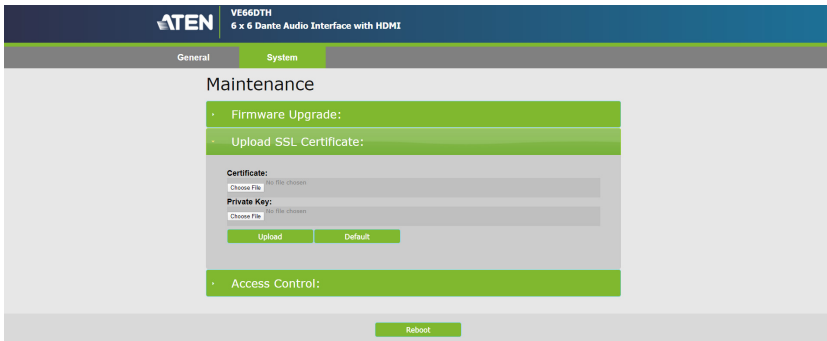 ATEN
VE66DTH
6 x 6 Dante Audio Interface with HDMI
General
System
Maintenance
Firmware Upgrade:
Upload SSL Certificate:
Certificate:
Choose File No file chosen
Private Key:
Choose File No file chosen
Upload
Default
Access Control:
Reboot